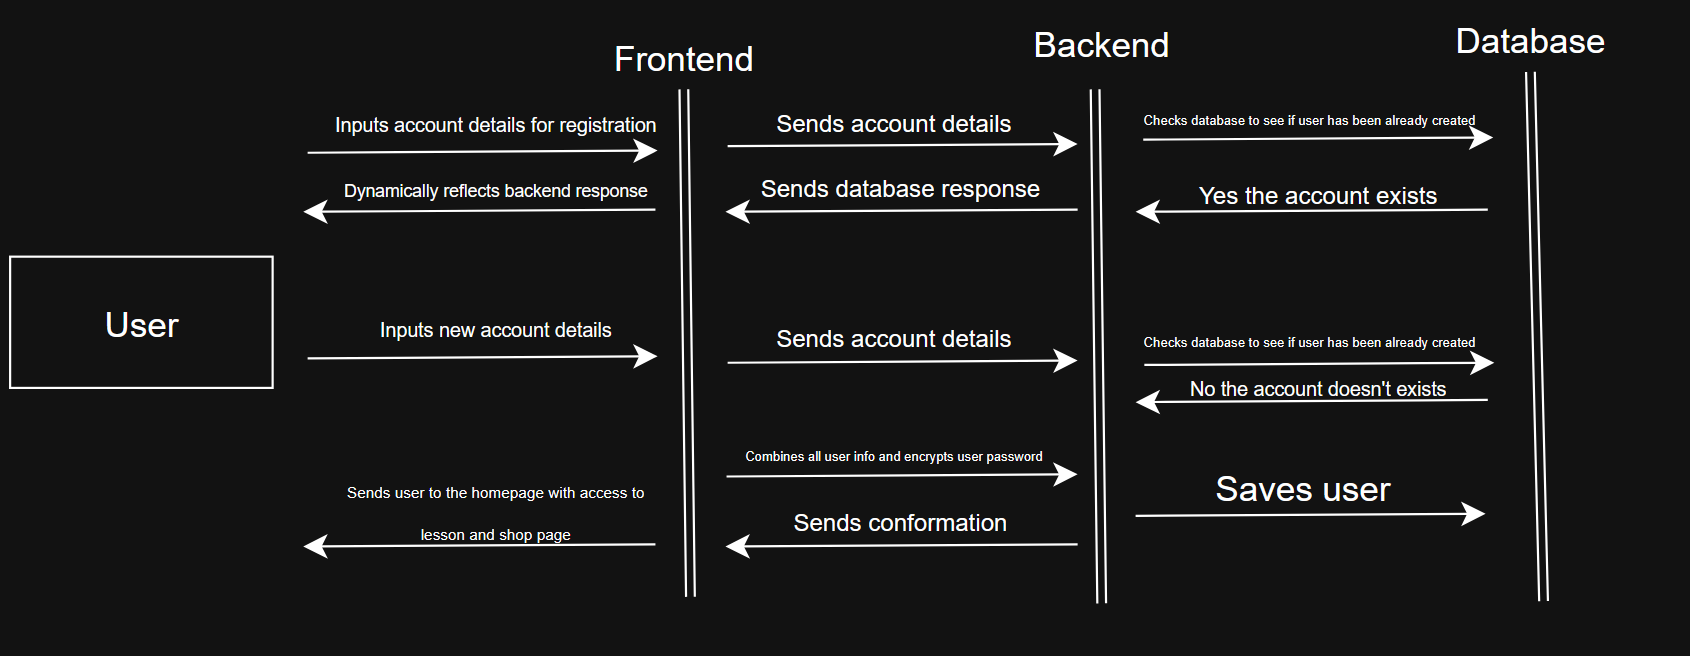 Frontend
Backend
Database
Inputs account details for registration
Sends account details
Checks database to see if user has been already created
Dynamically reflects backend response
Sends database response
Yes the account exists
User
Inputs new account details
Sends account details
Checks database to see if user has been already created
No the account doesn't exists
Combines all user info and encrypts user password
Saves user
Sends user to the homepage with access to
lesson and shop page
Sends conformation